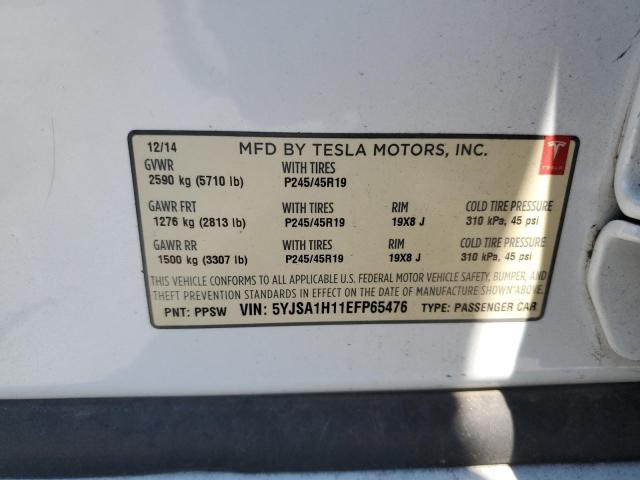 12/14 MFD BY TESLA MOTORS, INC.
GVWR WITH TIRES
2590 kg (5710 lb) P245/45R19
GAWR FRT WITH TIRES RIM COLD TIRE PRESSURE
1276 kg (2813 lb) P245/45R19 19X8 J 310 kPa, 45 psi
GAWR RR WITH TIRES RIM COLD TIRE PRESSURE
1500 kg (3307 lb) P245/45R19 19X8 J 310 kPa, 45 psi
THIS VEHICLE CONFORMS TO ALL APPLICABLE U.S. FEDERAL MOTOR VEHICLE SAFETY, BUMPER, AND
THEFT PREVENTION STANDARDS IN EFFECT ON THE DATE OF MANUFACTURE SHOWN ABOVE.
PNT: PPSW VIN: 5YJSA1H11EFP65476 TYPE: PASSENGER CAR
TESLA